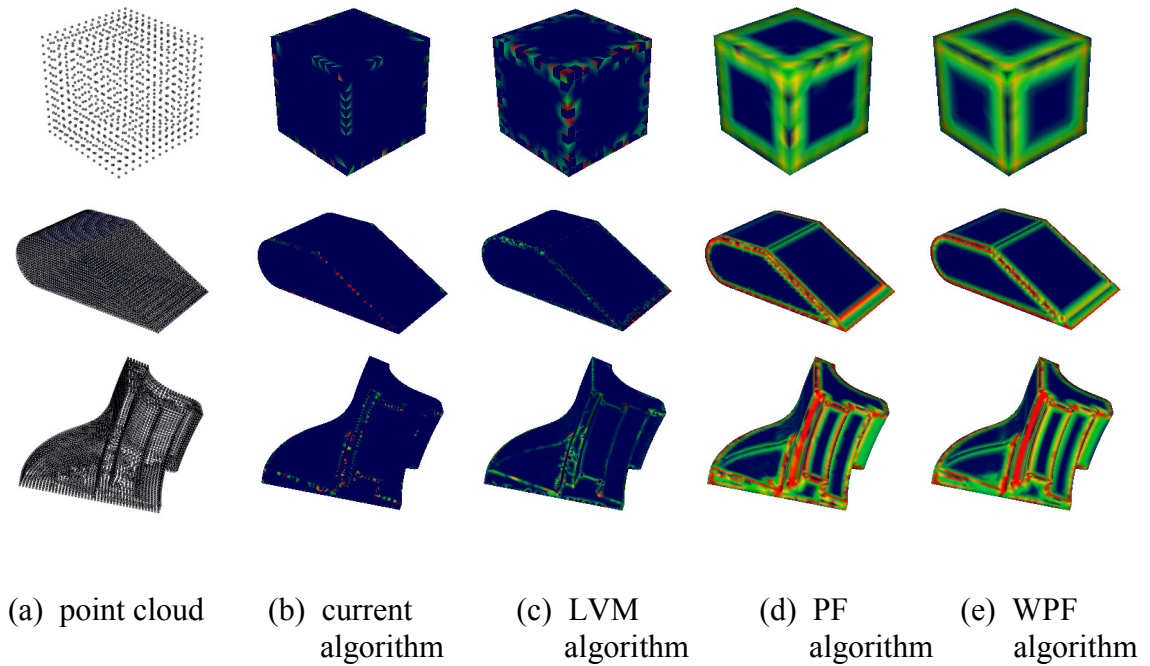 (a) point cloud
(b) current algorithm
(c) LVM algorithm
(d) PF algorithm
(e) WPF algorithm